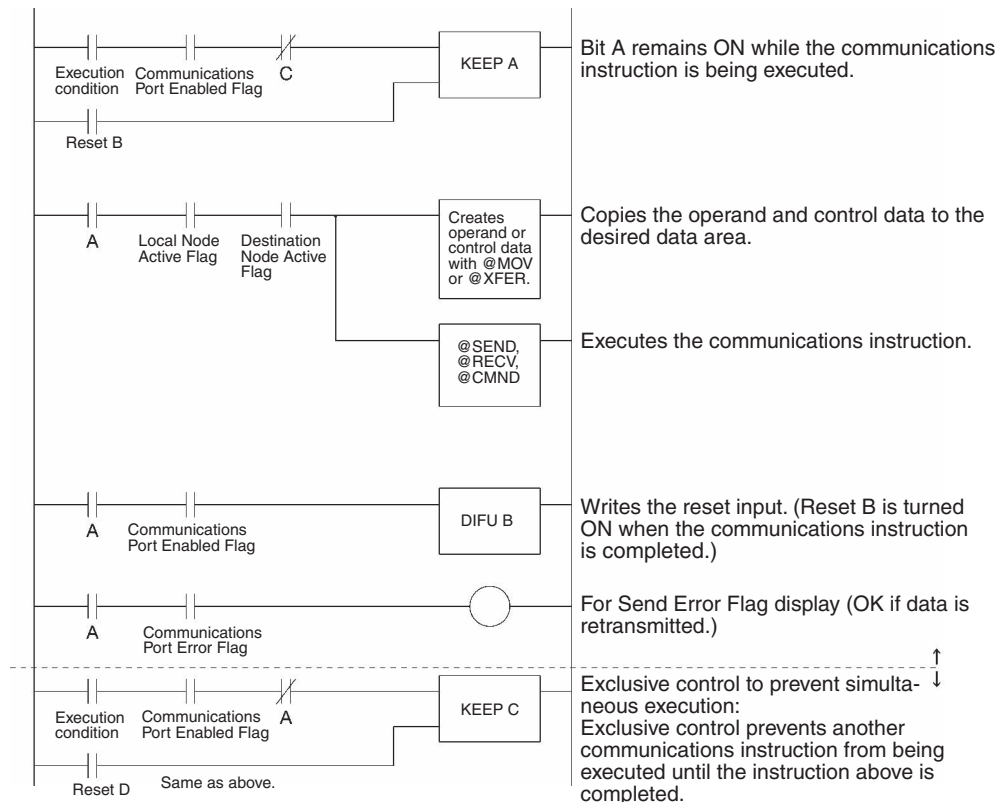 Execution
condition
Communications
Port Enabled Flag
C
KEEP A
Bit A remains ON while the communications
instruction is being executed.
Reset B
A
Local Node
Active Flag
Destination
Node Active
Flag
Creates
operand or
control data
with @MOV
or @XFER.
Copies the operand and control data to the
desired data area.
@SEND,
@RECV,
@CMND
Executes the communications instruction.
A
Communications
Port Enabled Flag
DIFU B
Writes the reset input. (Reset B is turned
ON when the communications instruction
is completed.)
A
Communications
Port Error Flag
For Send Error Flag display (OK if data is
retransmitted.)
↑
↓
Execution
condition
Communications
Port Enabled Flag
A
KEEP C
Exclusive control to prevent simulta-
neous execution:
Exclusive control prevents another
communications instruction from being
executed until the instruction above is
completed.
Reset D
Same as above.